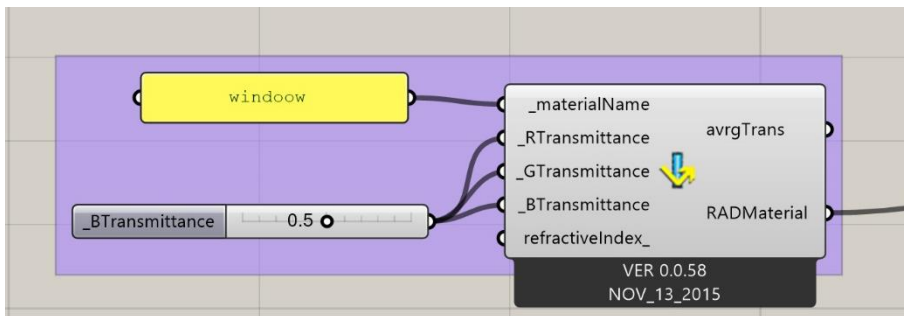 windoow
_BTransmittance 0.5
_materialName
_RTransmittance
_GTransmittance
_BTransmittance
refractiveIndex_
avrgTrans
RADMaterial
VER 0.0.58
NOV_13_2015